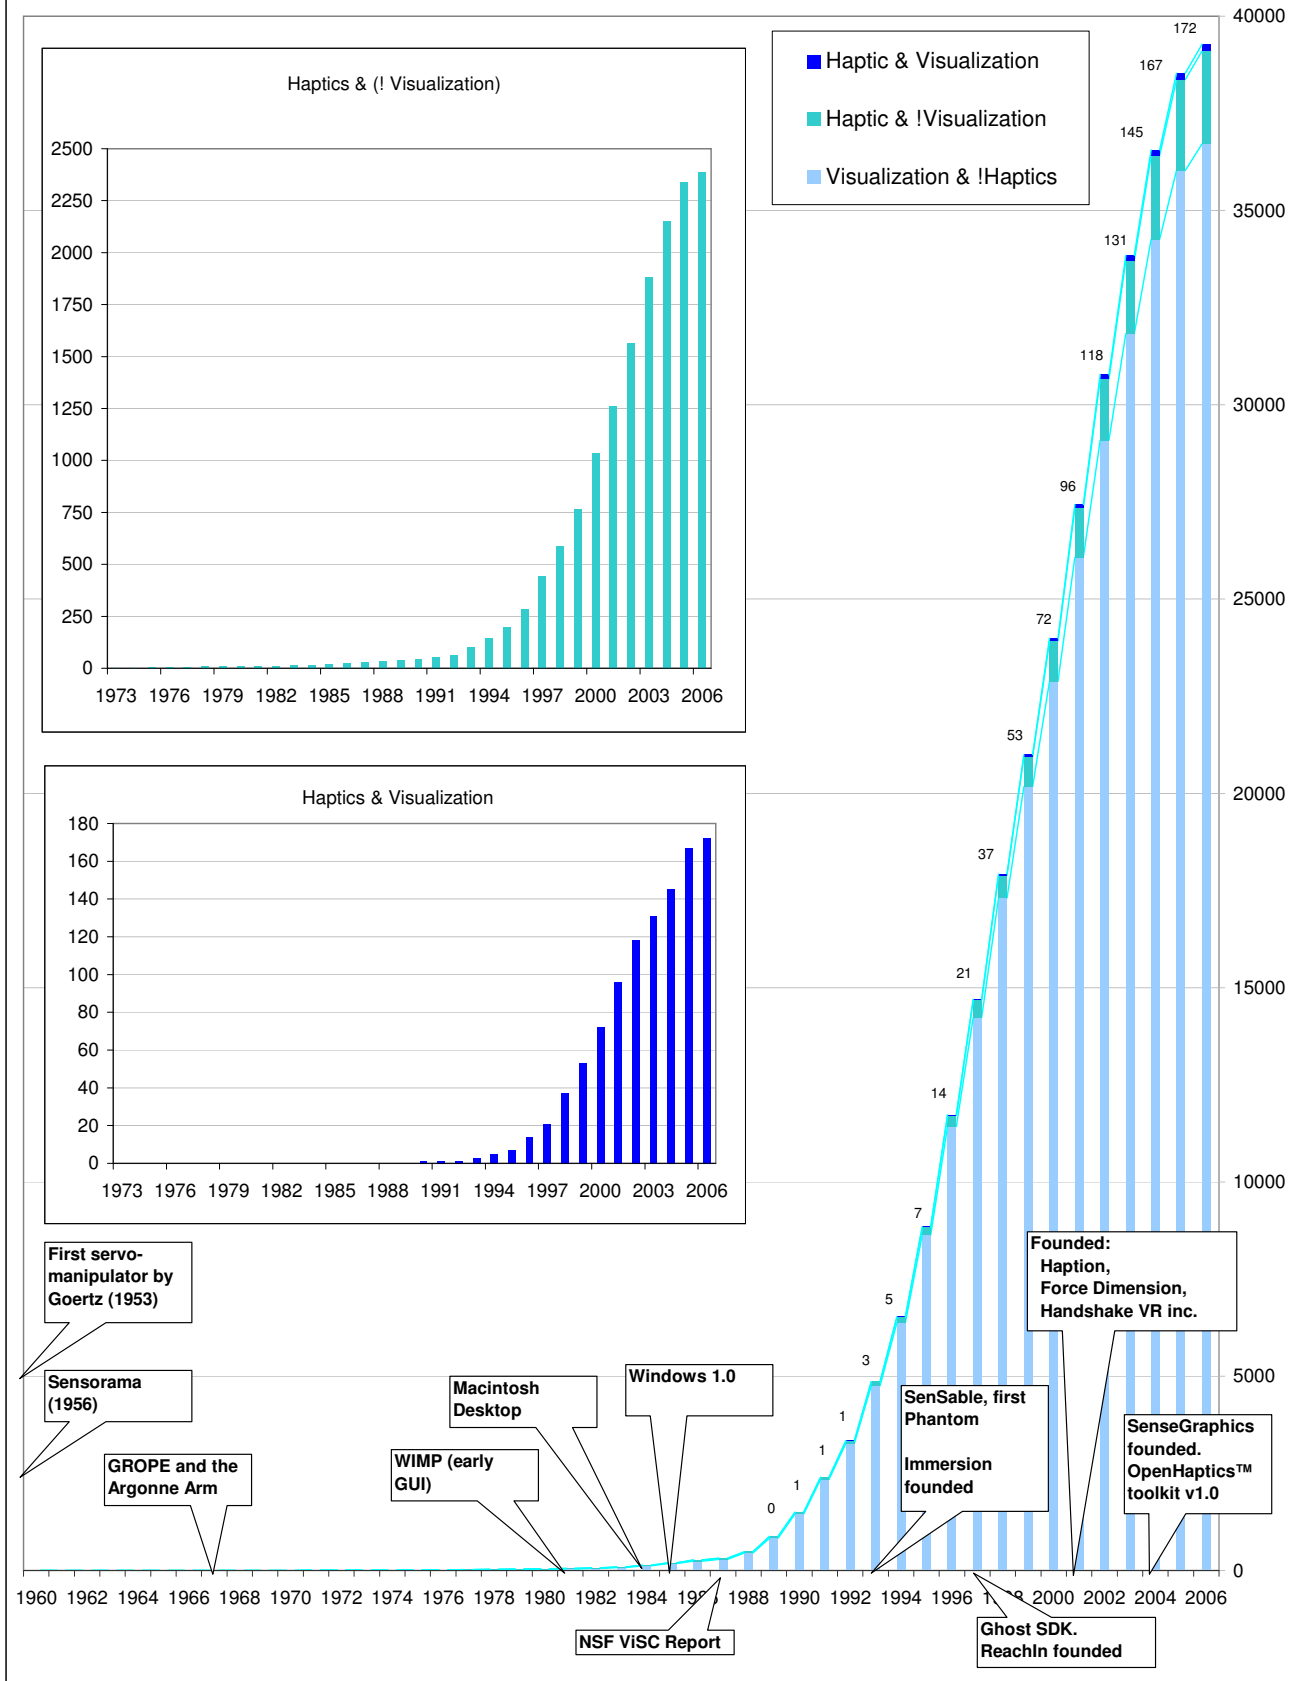 40000
35000
30000
25000
20000
15000
10000
5000
0
Haptic & Visualization
Haptic & !Visualization
Visualization & !Haptics
Haptics & (! Visualization)
2500
2250
2000
1750
1500
1250
1000
750
500
250
0
1973 1976 1979 1982 1985 1988 1991 1994 1997 2000 2003 2006
Haptics & Visualization
180
160
140
120
100
80
60
40
20
0
1973 1976 1979 1982 1985 1988 1991 1994 1997 2000 2003 2006
172
167
145
131
118
96
72
53
37
21
14
7
5
3
1
1
1
0
First servo-
manipulator by
Goertz (1953)
Sensorama
(1956)
GROPE and the
Argonne Arm
WIMP (early
GUI)
Macintosh
Desktop
Windows 1.0
SenSable, first
Phantom
Immersion
founded
Founded:
Haption,
Force Dimension,
Handshake VR inc.
SenseGraphics
founded.
OpenHaptics™
toolkit v1.0
1960 1962 1964 1966 1968 1970 1972 1974 1976 1978 1980 1982 1984 1986 1988 1990 1992 1994 1996 1998 2000 2002 2004 2006
NSF ViSC Report
Ghost SDK.
ReachIn founded